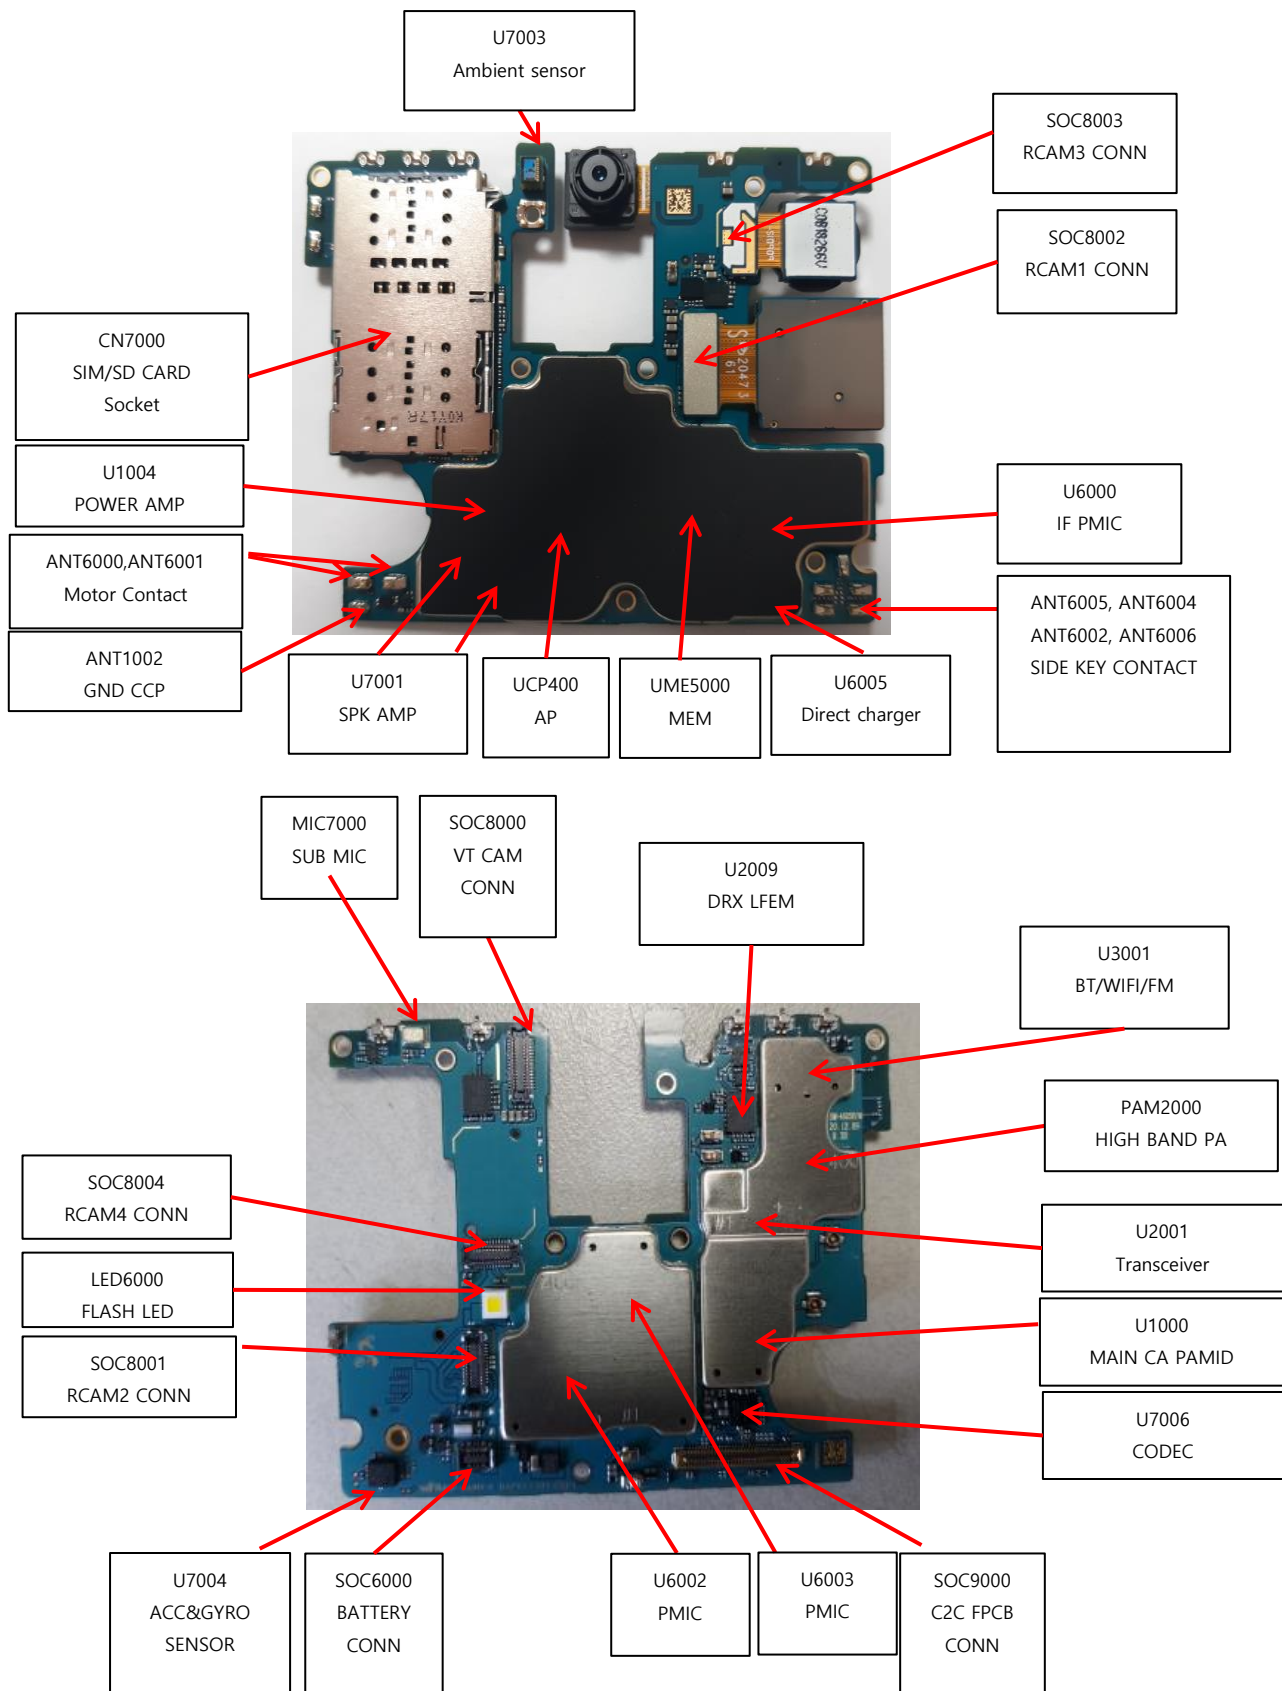 U7003
Ambient sensor
SOC8003
RCAM3 CONN
SOC8002
RCAM1 CONN
CN7000
SIM/SD CARD
Socket
U1004
POWER AMP
U6000
IF PMIC
ANT6000,ANT6001
Motor Contact
ANT6005, ANT6004
ANT6002, ANT6006
SIDE KEY CONTACT
ANT1002
GND CCP
U7001
SPK AMP
UCP400
AP
UME5000
MEM
U6005
Direct charger
K0Y17R
2047 3
61
MIC7000
SUB MIC
SOC8000
VT CAM
CONN
U2009
DRX LFEM
U3001
BT/WIFI/FM
PAM2000
HIGH BAND PA
SOC8004
RCAM4 CONN
U2001
Transceiver
LED6000
FLASH LED
U1000
MAIN CA PAMID
SOC8001
RCAM2 CONN
U7006
CODEC
U7004
ACC&GYRO
SENSOR
SOC6000
BATTERY
CONN
U6002
PMIC
U6003
PMIC
SOC9000
C2C FPCB
CONN